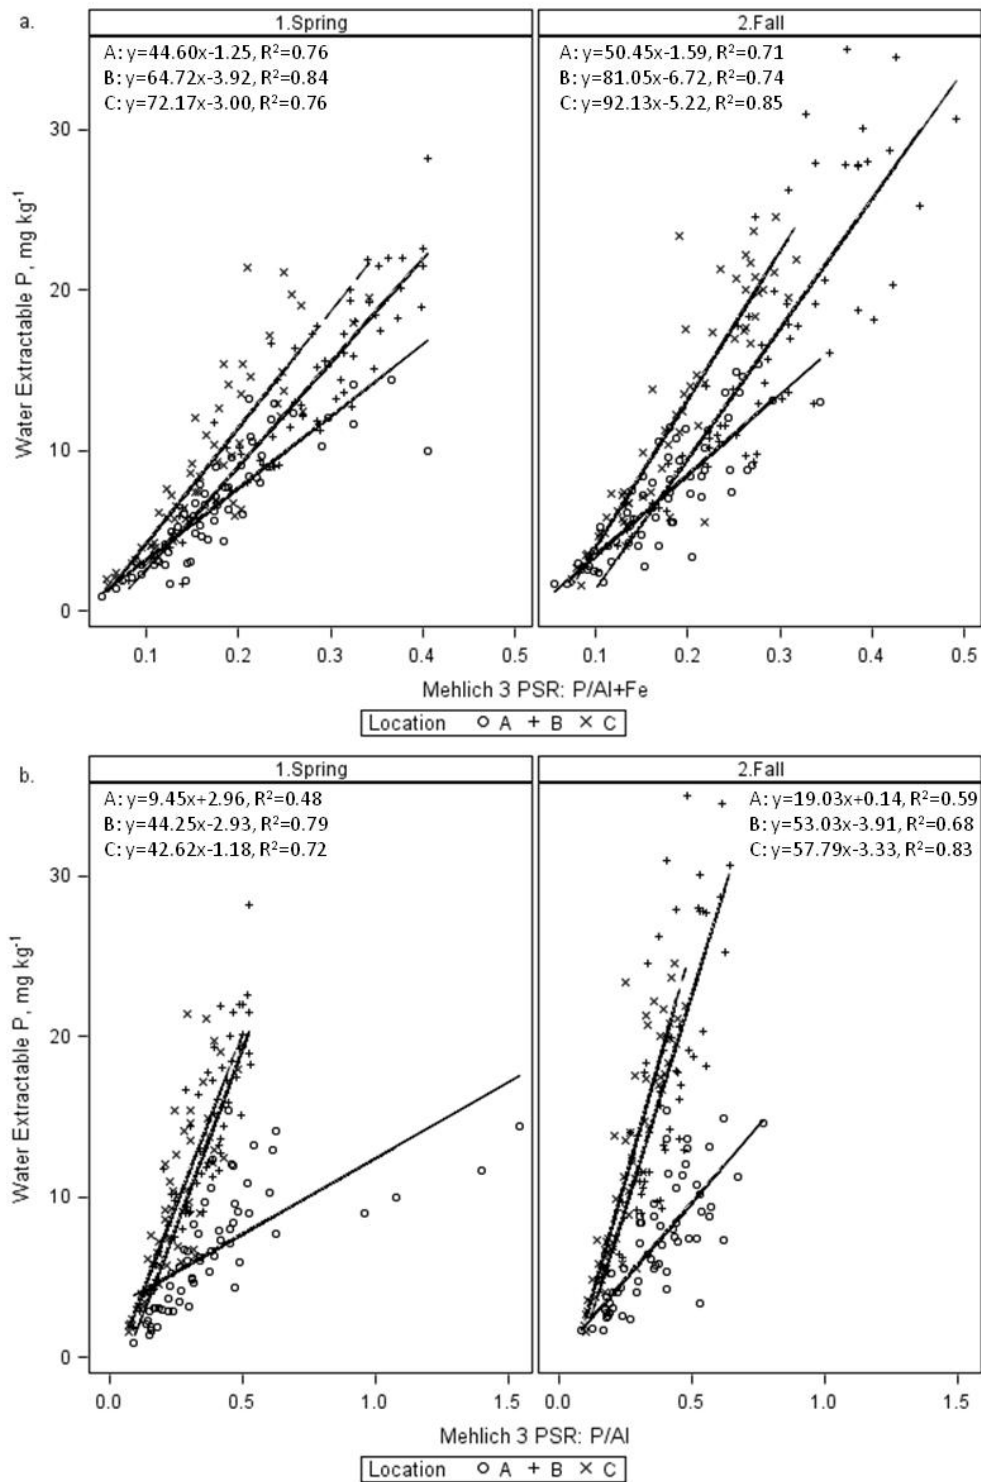 a.
1.Spring
2.Fall
A: y=44.60x-1.25, R²=0.76
B: y=64.72x-3.92, R²=0.84
C: y=72.17x-3.00, R²=0.76
A: y=50.45x-1.59, R²=0.71
B: y=81.05x-6.72, R²=0.74
C: y=92.13x-5.22, R²=0.85
Water Extractable P, mg kg⁻¹
30
20
10
0
0.1 0.2 0.3 0.4 0.5 0.1 0.2 0.3 0.4 0.5
Mehlich 3 PSR: P/Al+Fe
Location A B C
b.
1.Spring
2.Fall
A: y=9.45x+2.96, R²=0.48
B: y=44.25x-2.93, R²=0.79
C: y=42.62x-1.18, R²=0.72
A: y=19.03x+0.14, R²=0.59
B: y=53.03x-3.91, R²=0.68
C: y=57.79x-3.33, R²=0.83
Water Extractable P, mg kg⁻¹
30
20
10
0
0.0 0.5 1.0 1.5 0.0 0.5 1.0 1.5
Mehlich 3 PSR: P/Al
Location A B C